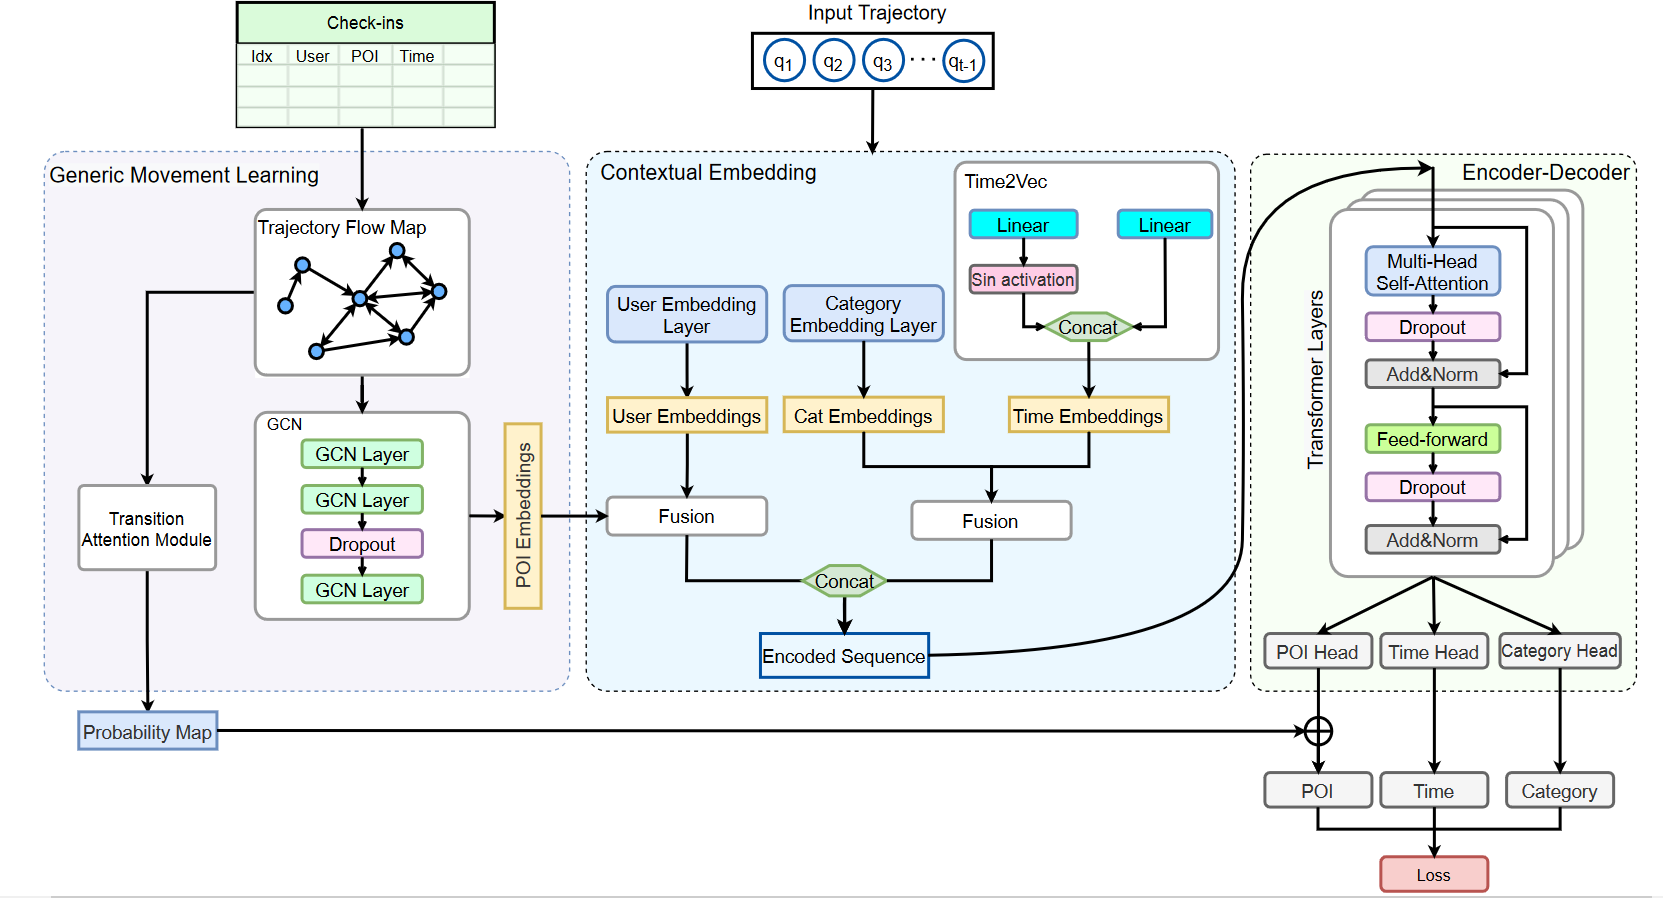 Check-ins
Idx User POI Time
Input Trajectory
q1 q2 q3 ··· qt-1
Generic Movement Learning
Trajectory Flow Map
GCN
GCN Layer
GCN Layer
Dropout
GCN Layer
Transition
Attention Module
POI Embeddings
Probability Map
Contextual Embedding
Time2Vec
Linear
Linear
Sin activation
Concat
User Embedding
Layer
Category
Embedding Layer
User Embeddings
Cat Embeddings
Time Embeddings
Fusion
Fusion
Concat
Encoded Sequence
Encoder-Decoder
Transformer Layers
Multi-Head
Self-Attention
Dropout
Add&Norm
Feed-forward
Dropout
Add&Norm
POI Head
Time Head
Category Head
POI
Time
Category
Loss